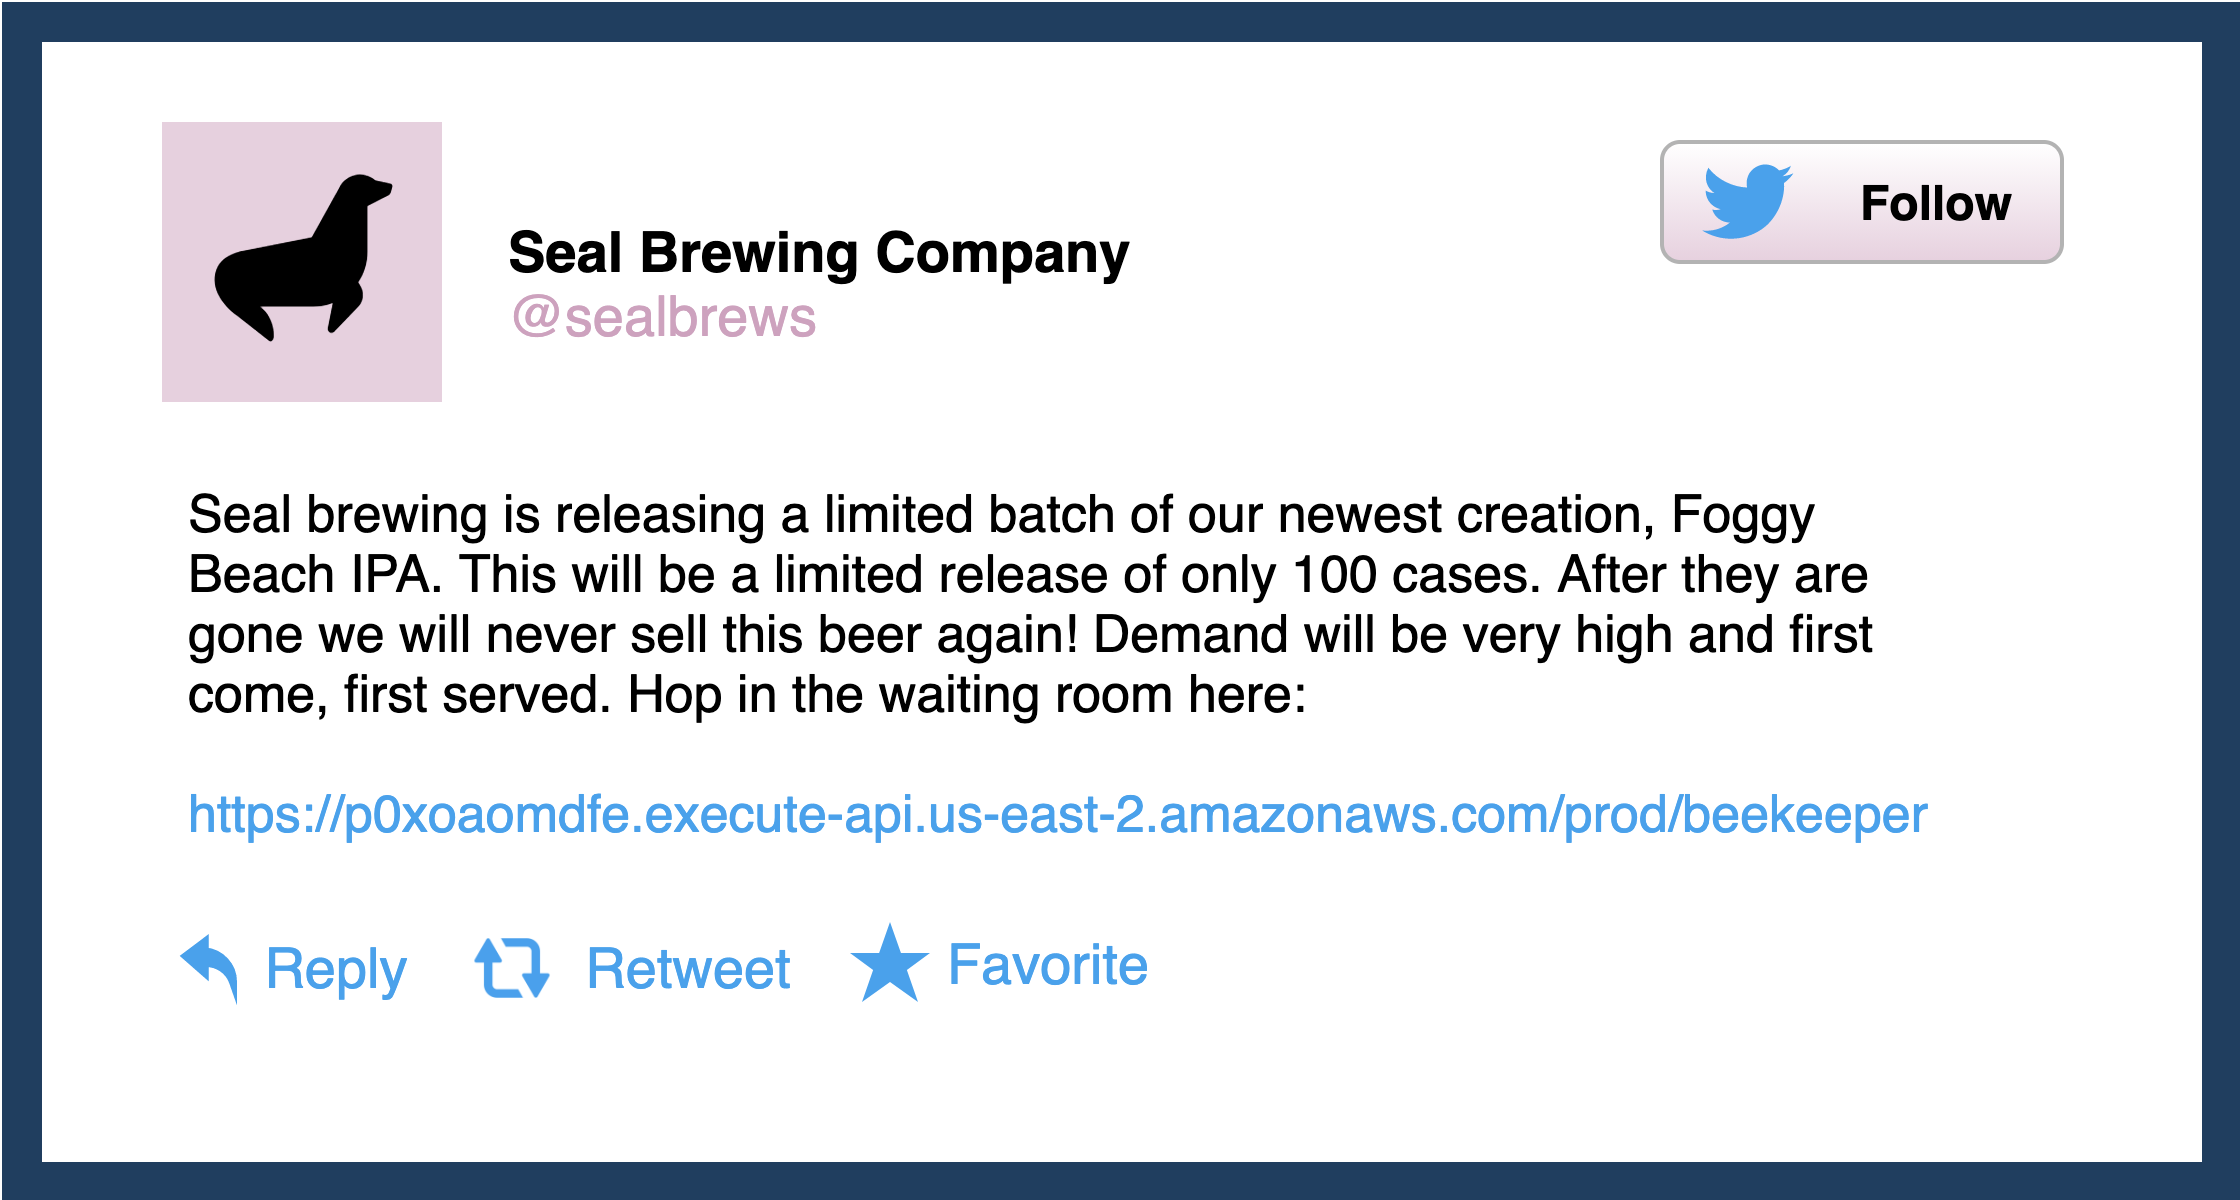 Seal Brewing Company
@sealbrews
Follow
Seal brewing is releasing a limited batch of our newest creation, Foggy
Beach IPA. This will be a limited release of only 100 cases. After they are
gone we will never sell this beer again! Demand will be very high and first
come, first served. Hop in the waiting room here:
https://p0xoaomdfe.execute-api.us-east-2.amazonaws.com/prod/beekeeper
Reply Retweet Favorite